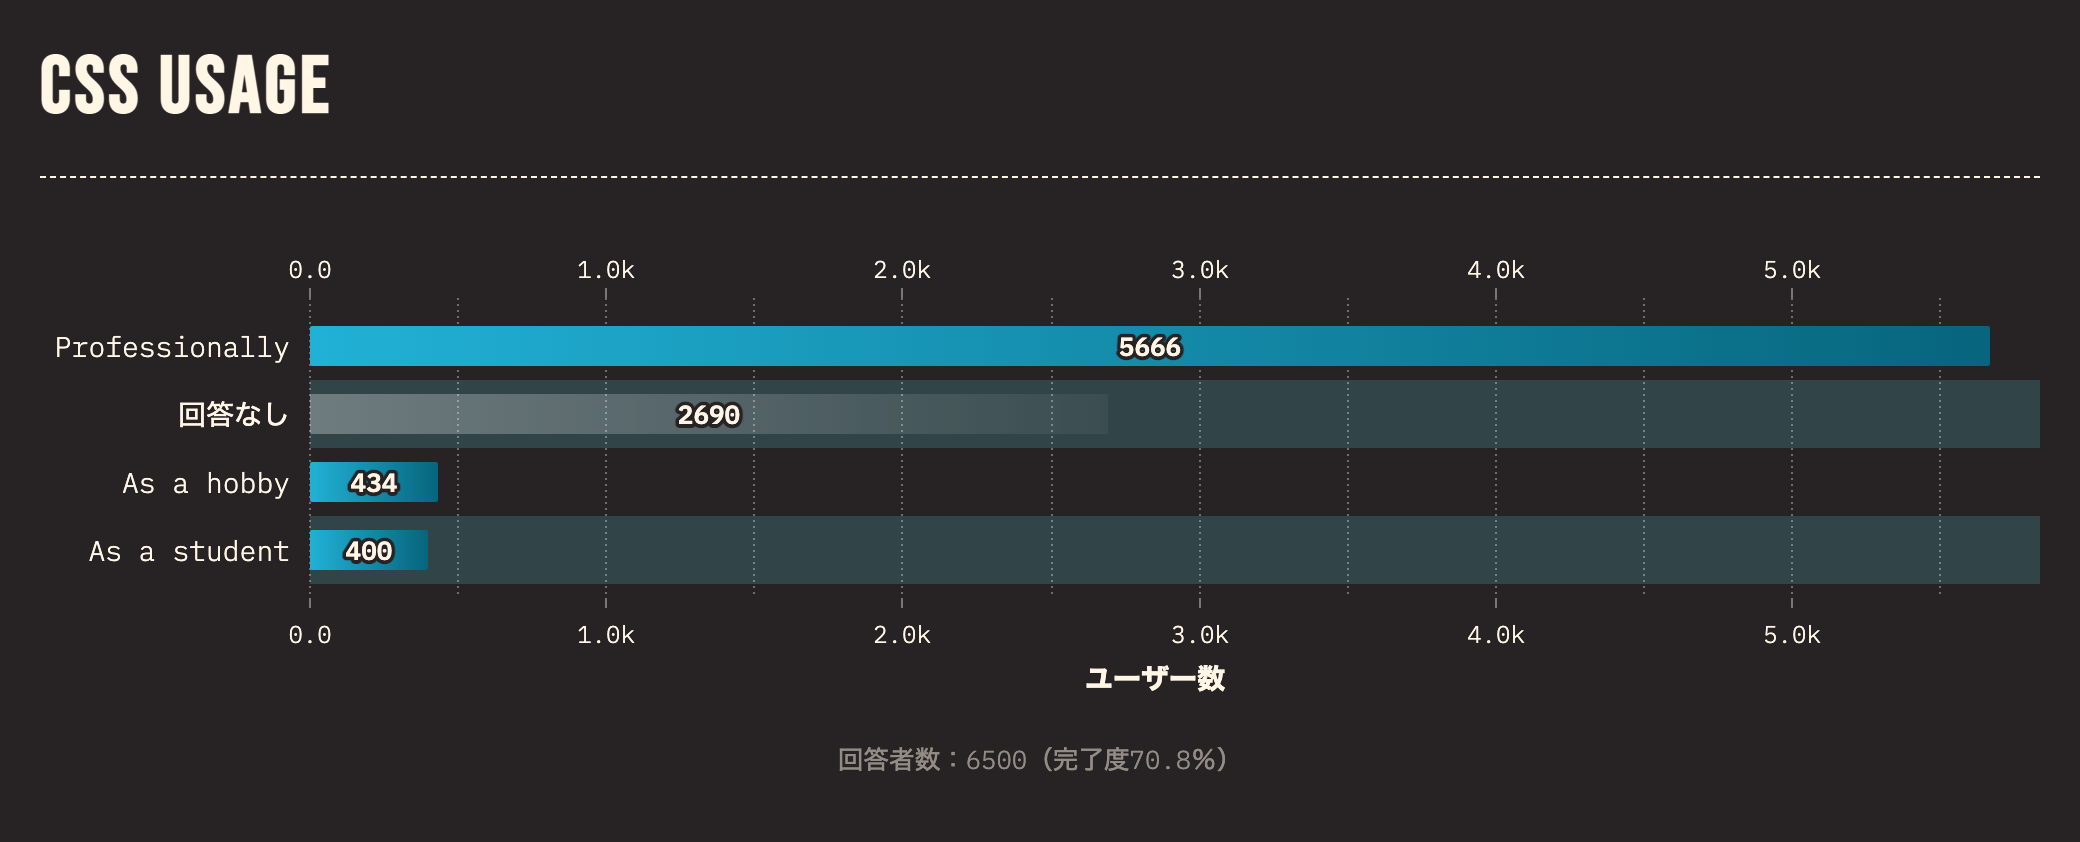 CSS USAGE
0.0 1.0k 2.0k 3.0k 4.0k 5.0k
Professionally 5666
回答なし 2690
As a hobby 434
As a student 400
0.0 1.0k 2.0k 3.0k 4.0k 5.0k
ユーザー数
回答者数：6500（完了度70.8%）